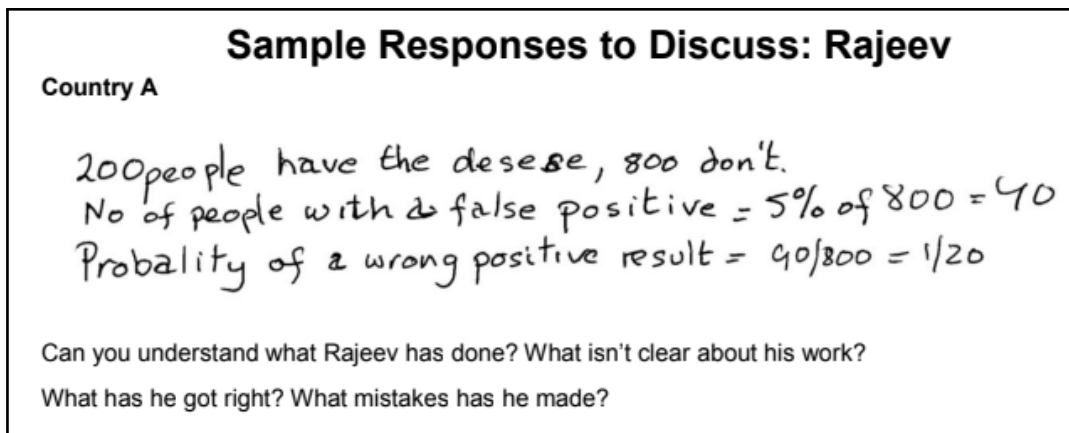 Sample Responses to Discuss: Rajeev
Country A
200people have the desese, 800 don't.
No of people with a false positive = 5% of 800 = 40
Probality of a wrong positive result = 40/800 = 1/20
Can you understand what Rajeev has done? What isn't clear about his work?
What has he got right? What mistakes has he made?